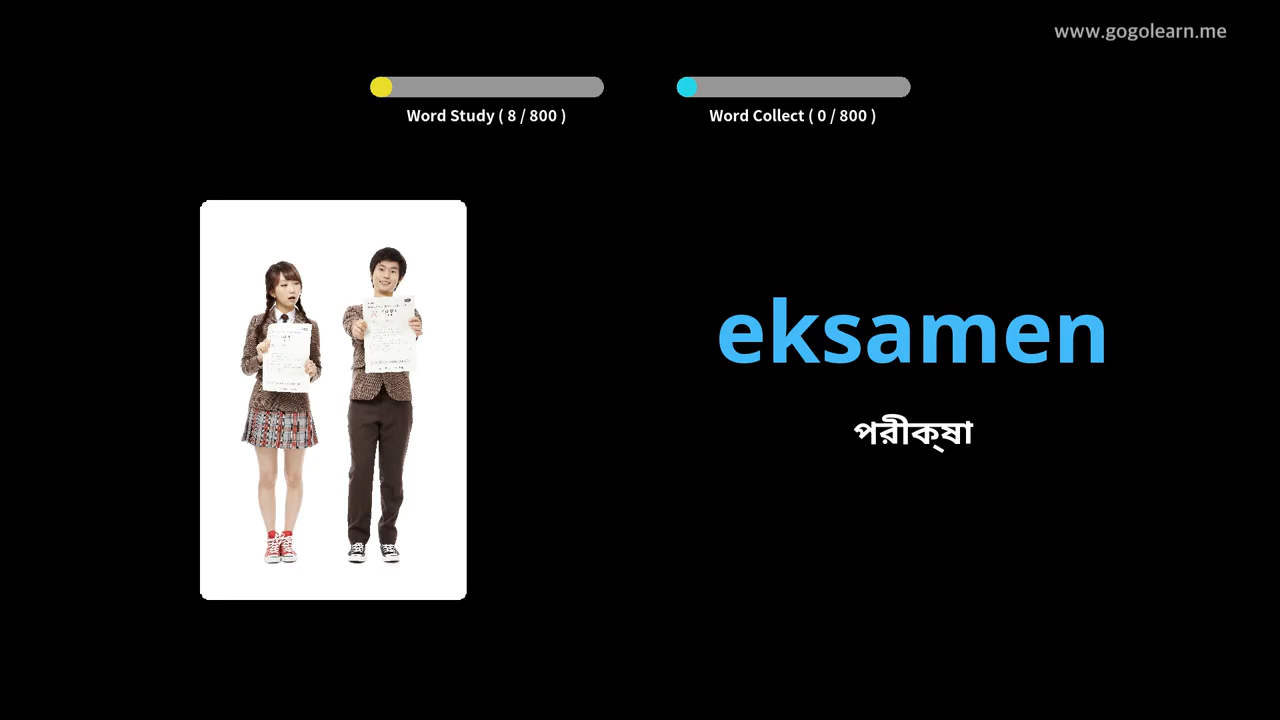 www.gogolearn.me
Word Study ( 8 / 800 )
Word Collect ( 0 / 800 )
eksamen
পরীক্ষা